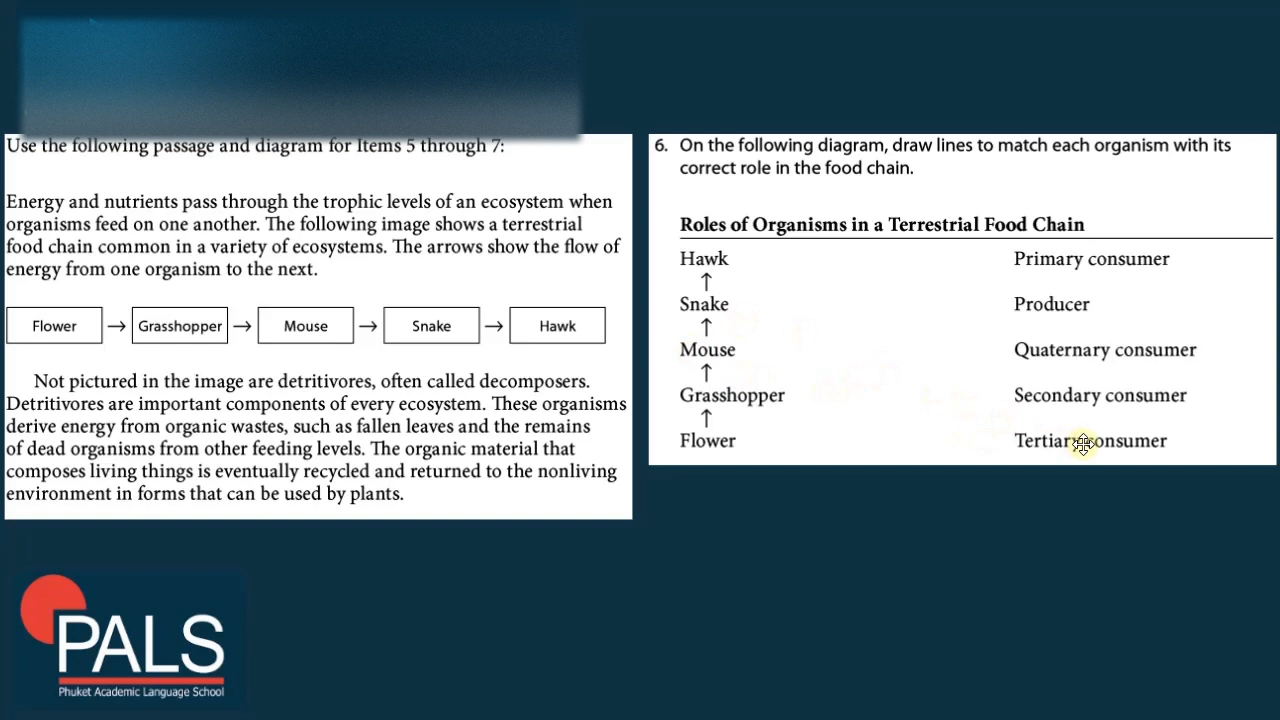 Use the following passage and diagram for Items 5 through 7:
Energy and nutrients pass through the trophic levels of an ecosystem when
organisms feed on one another. The following image shows a terrestrial
food chain common in a variety of ecosystems. The arrows show the flow of
energy from one organism to the next.
Flower → Grasshopper → Mouse → Snake → Hawk
Not pictured in the image are detritivores, often called decomposers.
Detritivores are important components of every ecosystem. These organisms
derive energy from organic wastes, such as fallen leaves and the remains
of dead organisms from other feeding levels. The organic material that
composes living things is eventually recycled and returned to the nonliving
environment in forms that can be used by plants.
6. On the following diagram, draw lines to match each organism with its
correct role in the food chain.
Roles of Organisms in a Terrestrial Food Chain
Hawk Primary consumer
↑
Snake Producer
↑
Mouse Quaternary consumer
↑
Grasshopper Secondary consumer
↑
Flower Tertiary consumer
PALS
Phuket Academic Language School